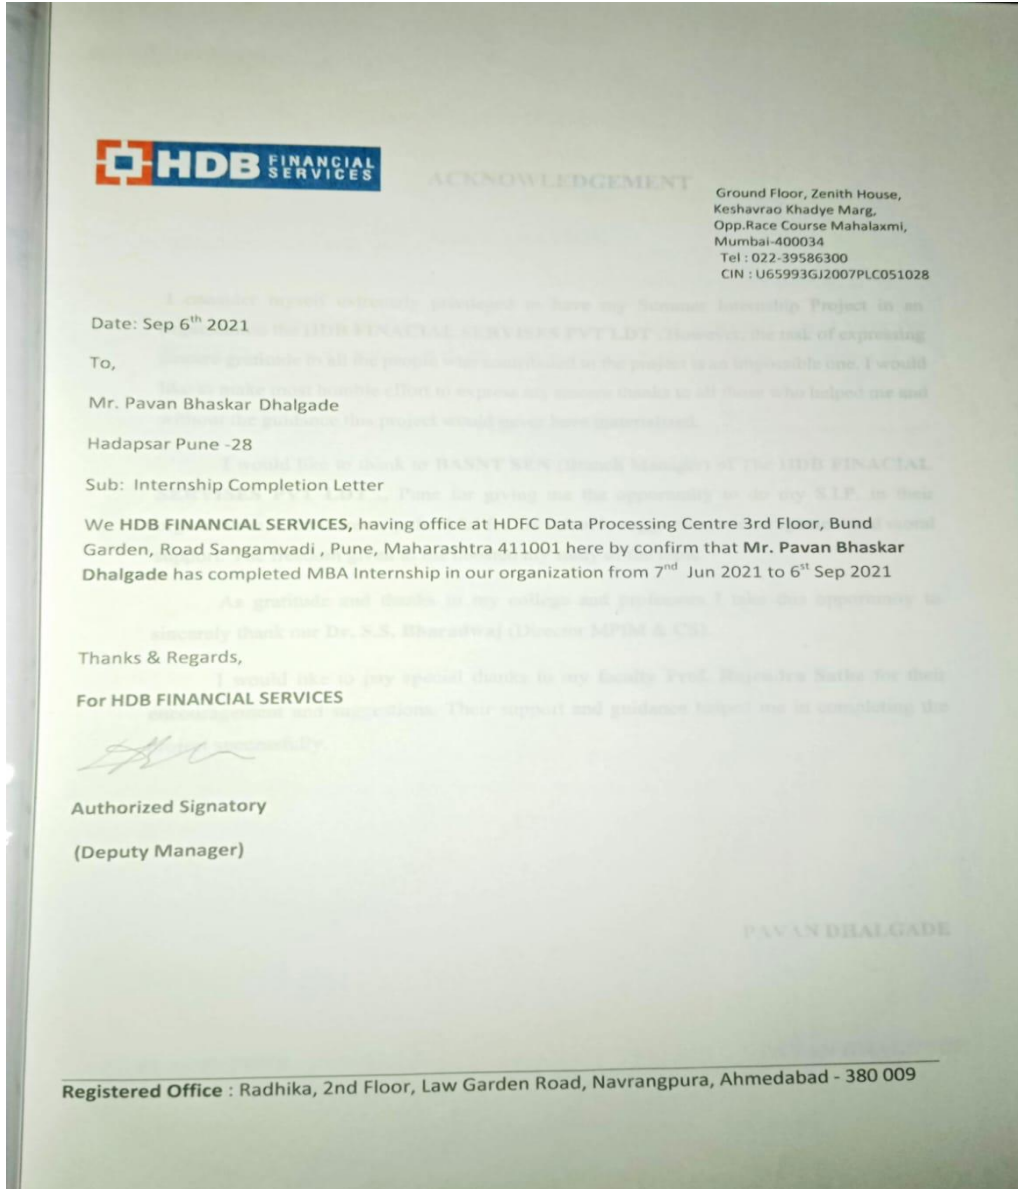 HDB FINANCIAL SERVICES
ACKNOWLEDGEMENT
Ground Floor, Zenith House,
Keshavrao Khadye Marg,
Opp.Race Course Mahalaxmi,
Mumbai-400034
Tel : 022-39586300
CIN : U65993GJ2007PLC051028
Date: Sep 6th 2021
To,
Mr. Pavan Bhaskar Dhalgade
Hadapsar Pune -28
Sub: Internship Completion Letter
We HDB FINANCIAL SERVICES, having office at HDFC Data Processing Centre 3rd Floor, Bund
Garden, Road Sangamvadi , Pune, Maharashtra 411001 here by confirm that Mr. Pavan Bhaskar
Dhalgade has completed MBA Internship in our organization from 7nd Jun 2021 to 6st Sep 2021
Thanks & Regards,
For HDB FINANCIAL SERVICES
Authorized Signatory
(Deputy Manager)
PAVAN DHALGADE
Registered Office : Radhika, 2nd Floor, Law Garden Road, Navrangpura, Ahmedabad - 380 009